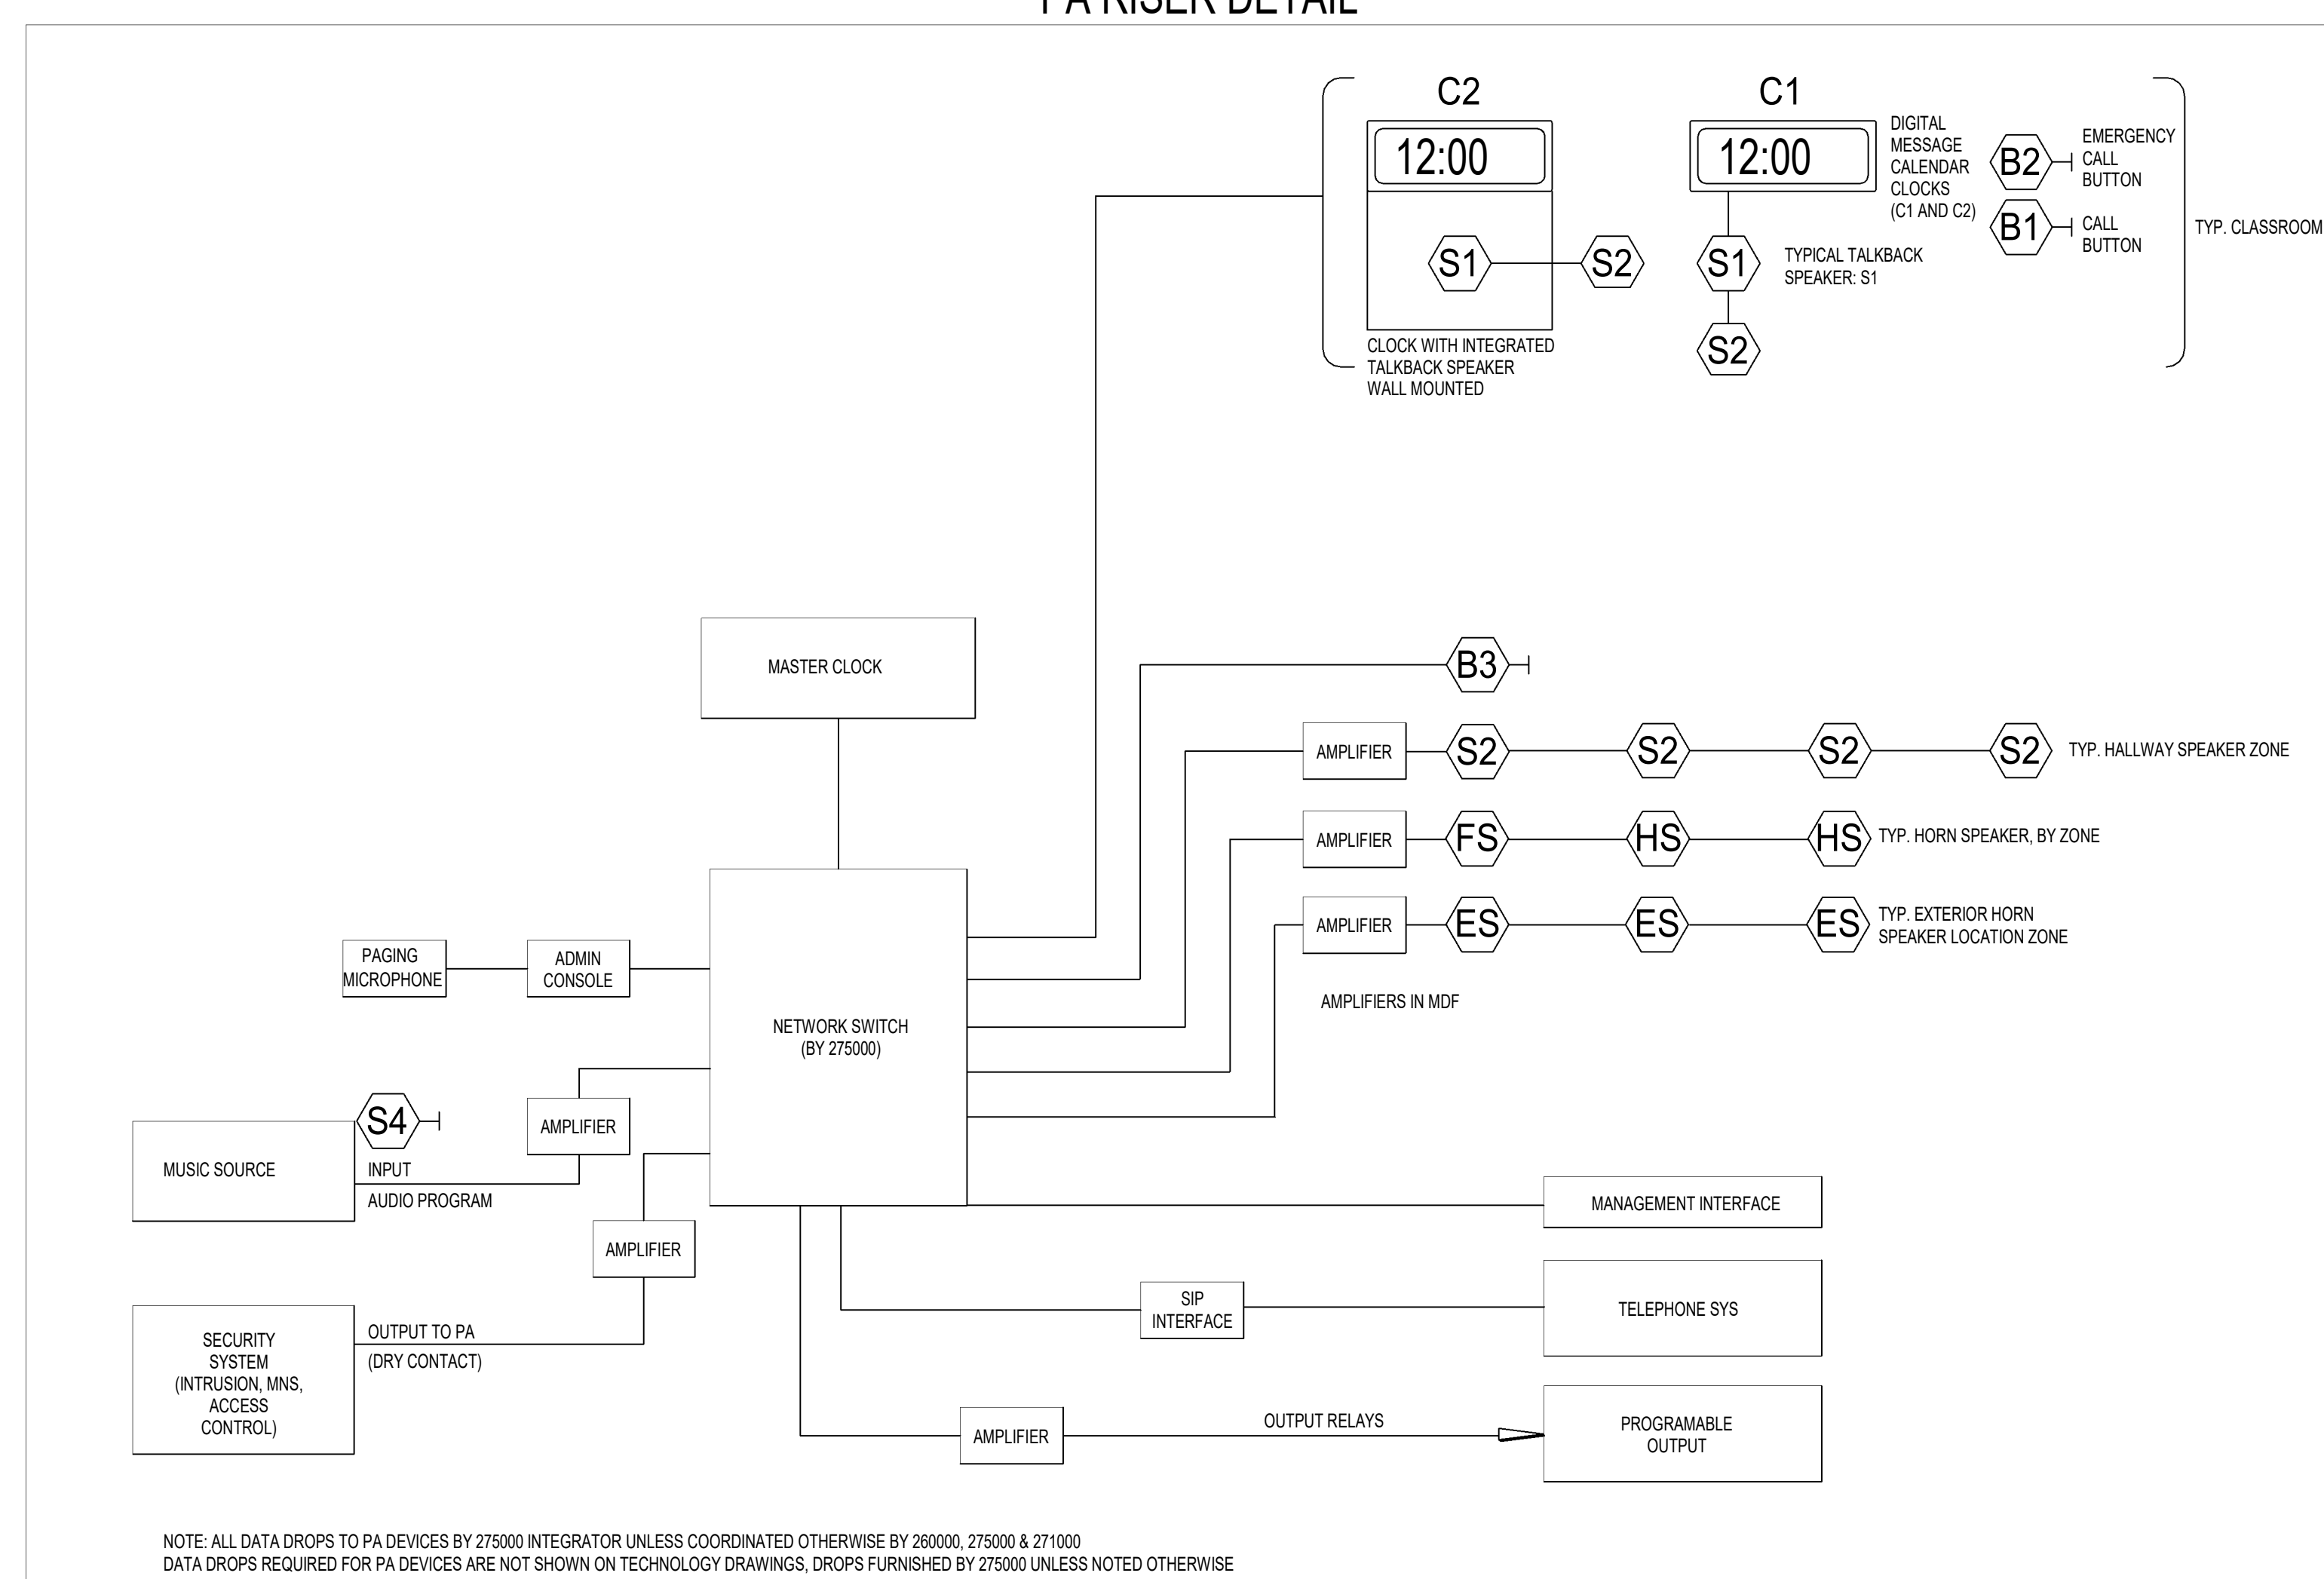 PA RISER DETAIL
C2
C1
12:00
12:00
DIGITAL
MESSAGE
CALENDAR
CLOCKS
(C1 AND C2)
B2
EMERGENCY
CALL
BUTTON
B1
CALL
BUTTON
TYP. CLASSROOM
S1
S2
S1
TYPICAL TALKBACK
SPEAKER: S1
S2
CLOCK WITH INTEGRATED
TALKBACK SPEAKER
WALL MOUNTED
MASTER CLOCK
B3
AMPLIFIER
S2
S2
S2
S2
TYP. HALLWAY SPEAKER ZONE
AMPLIFIER
FS
HS
HS
TYP. HORN SPEAKER, BY ZONE
AMPLIFIER
ES
ES
ES
TYP. EXTERIOR HORN
SPEAKER LOCATION ZONE
AMPLIFIERS IN MDF
PAGING
MICROPHONE
ADMIN
CONSOLE
NETWORK SWITCH
(BY 275000)
S4
AMPLIFIER
MUSIC SOURCE
INPUT
AUDIO PROGRAM
AMPLIFIER
MANAGEMENT INTERFACE
SIP
INTERFACE
TELEPHONE SYS
SECURITY
SYSTEM
(INTRUSION, MNS,
ACCESS
CONTROL)
OUTPUT TO PA
(DRY CONTACT)
AMPLIFIER
OUTPUT RELAYS
PROGRAMABLE
OUTPUT
NOTE: ALL DATA DROPS TO PA DEVICES BY 275000 INTEGRATOR UNLESS COORDINATED OTHERWISE BY 260000, 275000 & 271000
DATA DROPS REQUIRED FOR PA DEVICES ARE NOT SHOWN ON TECHNOLOGY DRAWINGS, DROPS FURNISHED BY 275000 UNLESS NOTED OTHERWISE